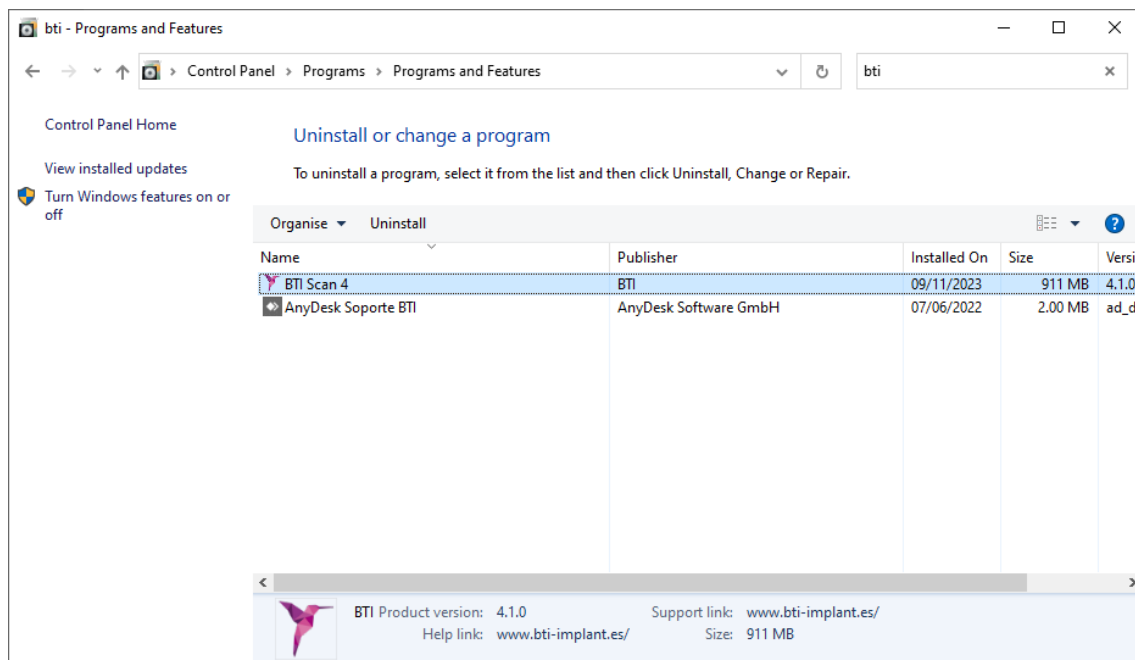 bti - Programs and Features
Control Panel > Programs > Programs and Features
bti
Control Panel Home
View installed updates
Turn Windows features on or
off
Uninstall or change a program
To uninstall a program, select it from the list and then click Uninstall, Change or Repair.
Organise Uninstall
Name Publisher Installed On Size Versi
BTI Scan 4 BTI 09/11/2023 911 MB 4.1.0
AnyDesk Soporte BTI AnyDesk Software GmbH 07/06/2022 2.00 MB ad_d
BTI Product version: 4.1.0 Support link: www.bti-implant.es/
Help link: www.bti-implant.es/ Size: 911 MB